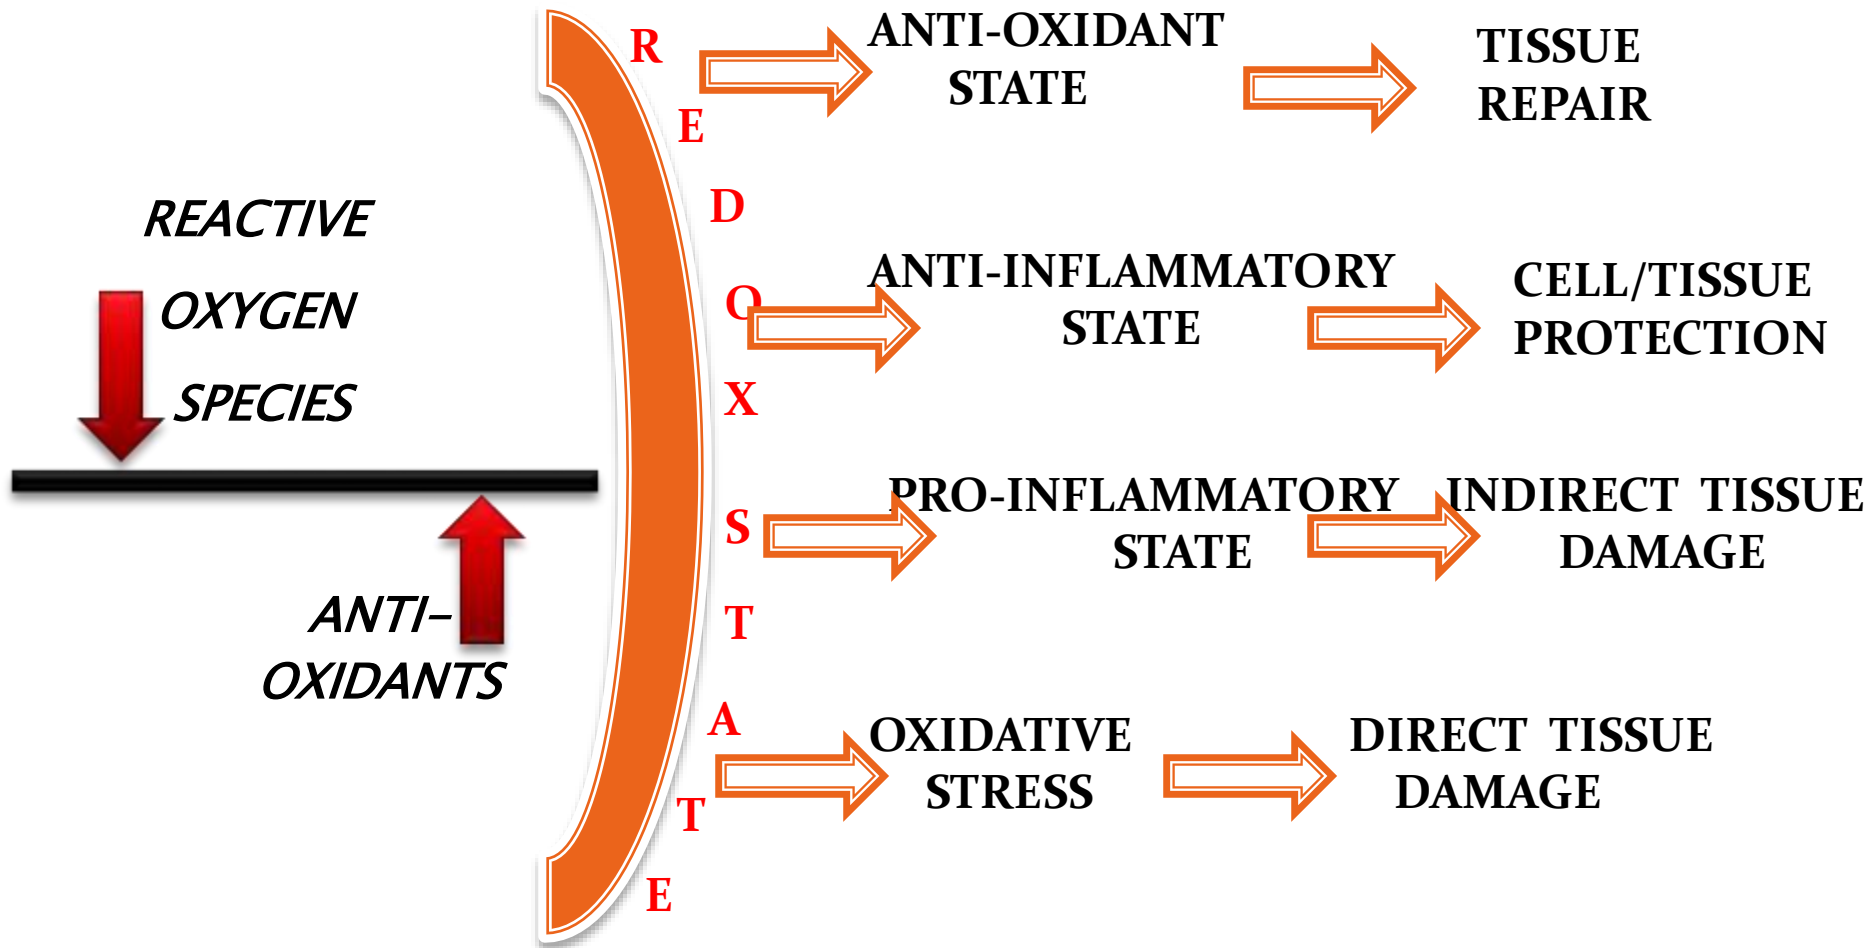 REACTIVE
OXYGEN
SPECIES
ANTI-
OXIDANTS
R
E
D
O
X
S
T
A
T
E
ANTI-OXIDANT
STATE
TISSUE
REPAIR
ANTI-INFLAMMATORY
STATE
CELL/TISSUE
PROTECTION
PRO-INFLAMMATORY
STATE
INDIRECT TISSUE
DAMAGE
OXIDATIVE
STRESS
DIRECT TISSUE
DAMAGE